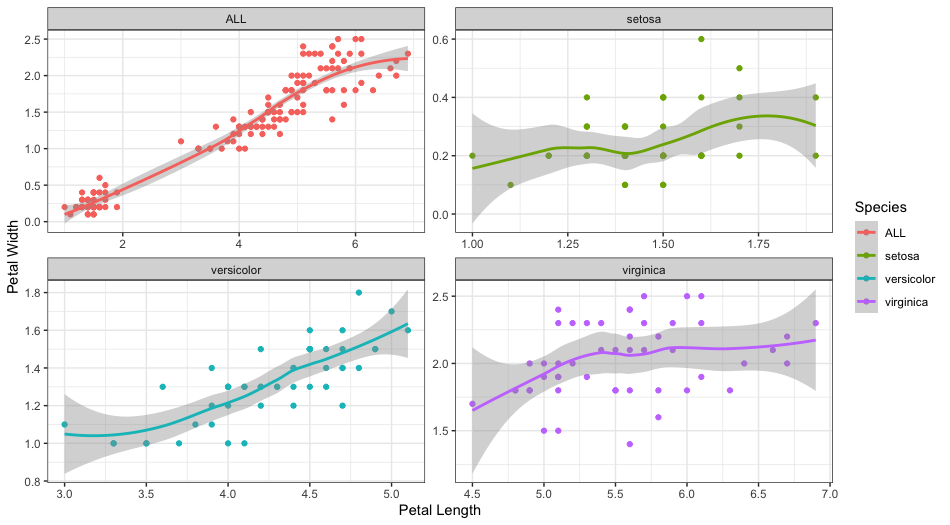 ALL
setosa
2.5
2.0
1.5
1.0
0.5
0.0
0.6
0.4
0.2
0.0
2 4 6
1.00 1.25 1.50 1.75
versicolor
virginica
1.8
1.6
1.4
1.2
1.0
0.8
2.5
2.0
1.5
3.0 3.5 4.0 4.5 5.0
4.5 5.0 5.5 6.0 6.5 7.0
Petal Width
Petal Length
Species
ALL
setosa
versicolor
virginica